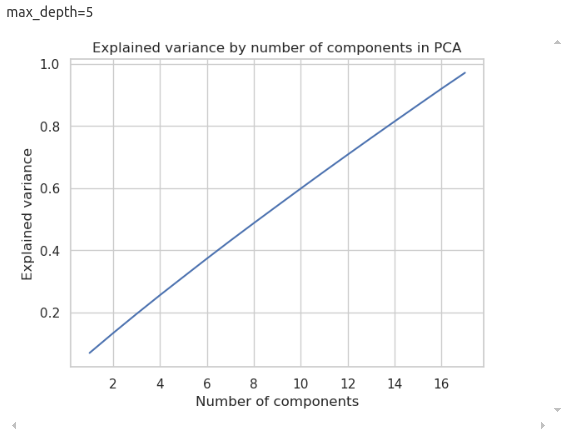 max_depth=5
Explained variance by number of components in PCA
1.0
0.8
0.6
0.4
0.2
Explained variance
2 4 6 8 10 12 14 16
Number of components